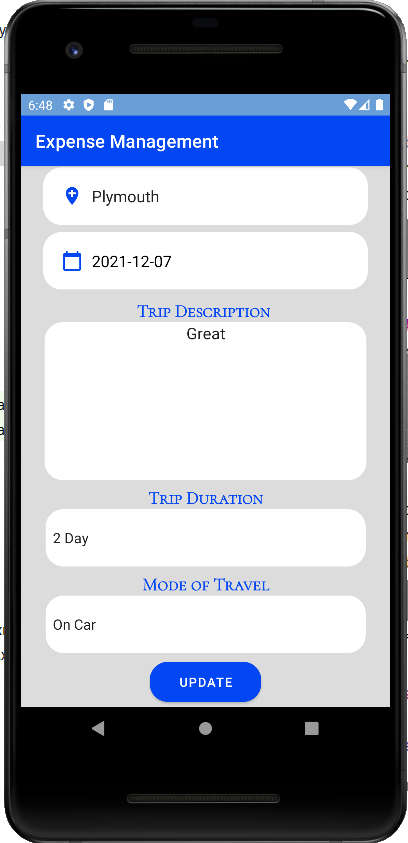 6:48
Expense Management
Plymouth
2021-12-07
Trip Description
Great
Trip Duration
2 Day
Mode of Travel
On Car
UPDATE